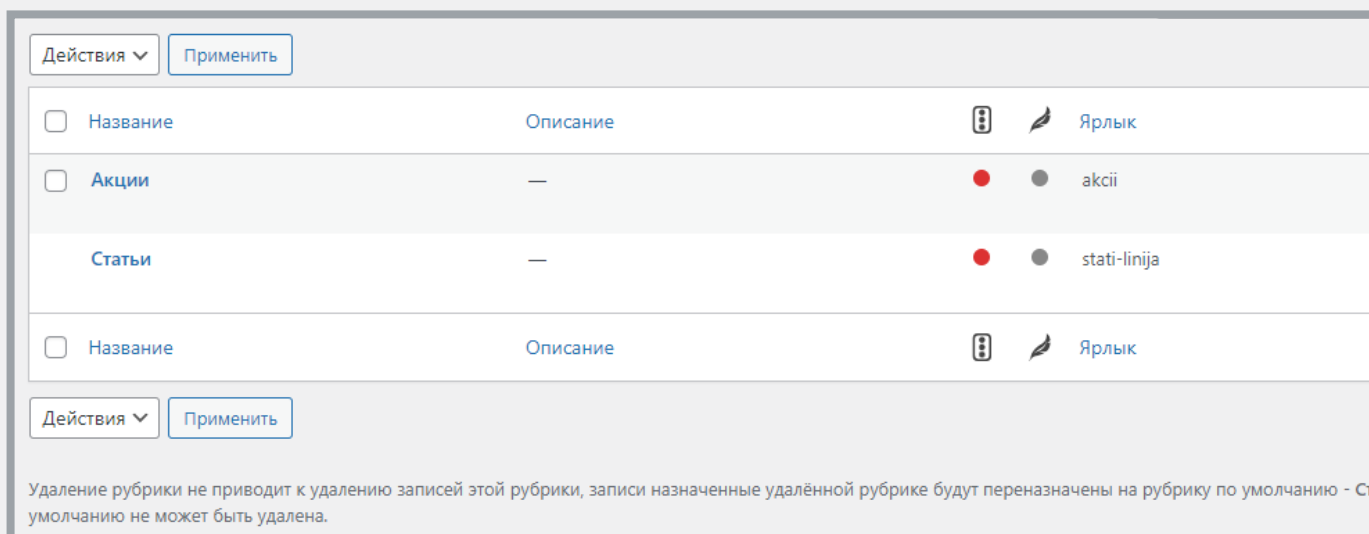 Действия Применить
Название Описание Ярлык
Акции — akcii
Статьи — stati-linija
Название Описание Ярлык
Действия Применить
Удаление рубрики не приводит к удалению записей этой рубрики, записи назначенные удалённой рубрике будут переназначены на рубрику по умолчанию -
умолчанию не может быть удалена.